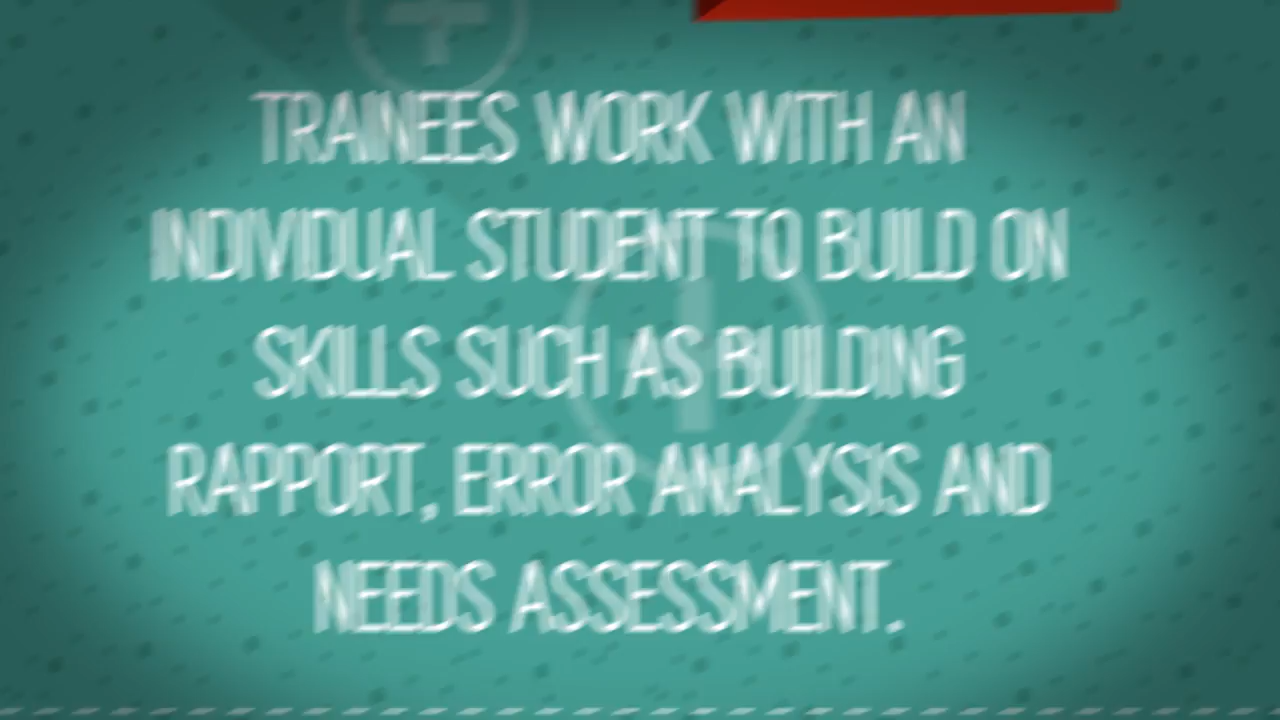 TRAINEES WORK WITH AN
INDIVIDUAL STUDENT TO BUILD ON
SKILLS SUCH AS BUILDING
RAPPORT, ERROR ANALYSIS AND
NEEDS ASSESSMENT.